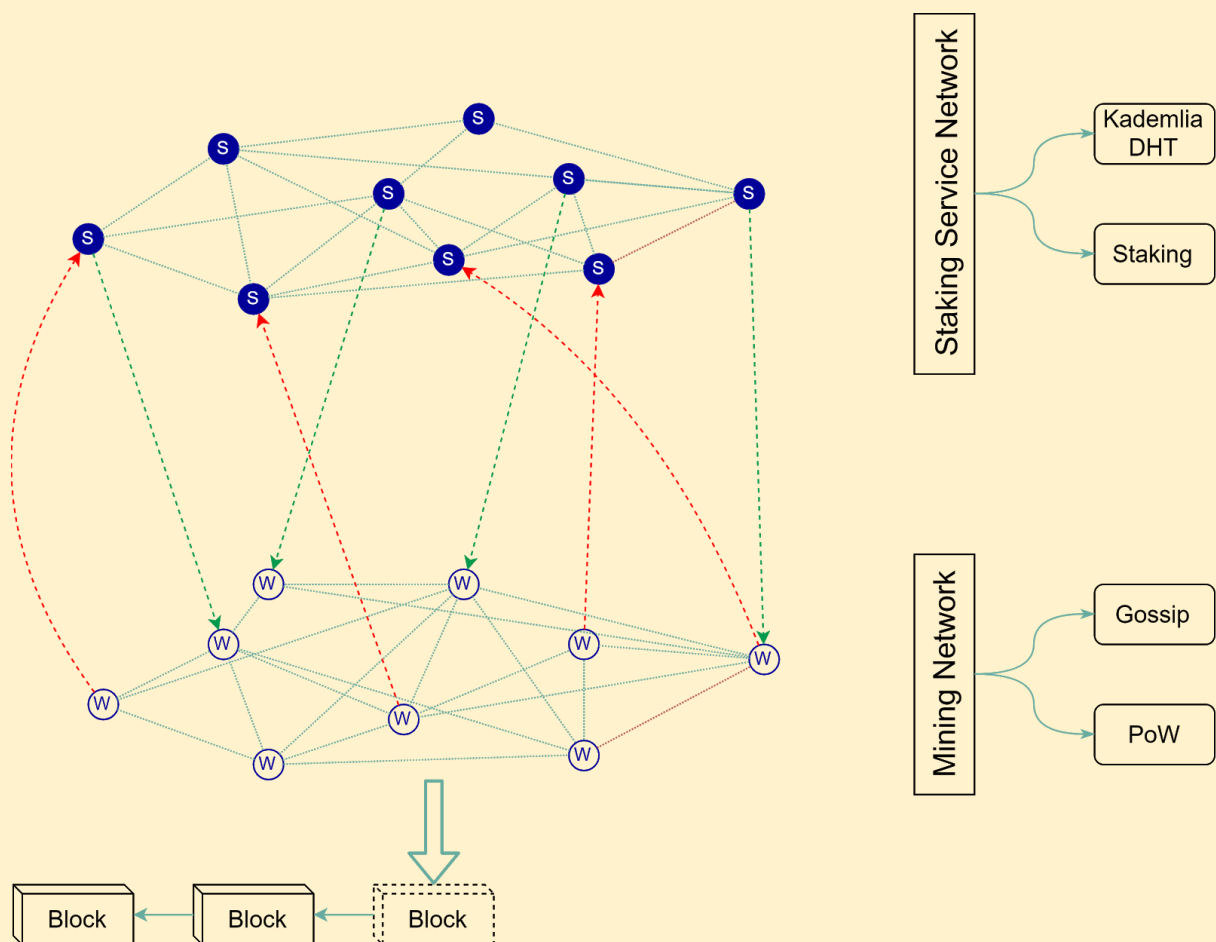 S
S
S
S
S
S
S
S
S
Staking Service Network
Kademlia
DHT
Staking
W
W
W
W
W
W
W
W
W
Mining Network
Gossip
PoW
Block
Block
Block